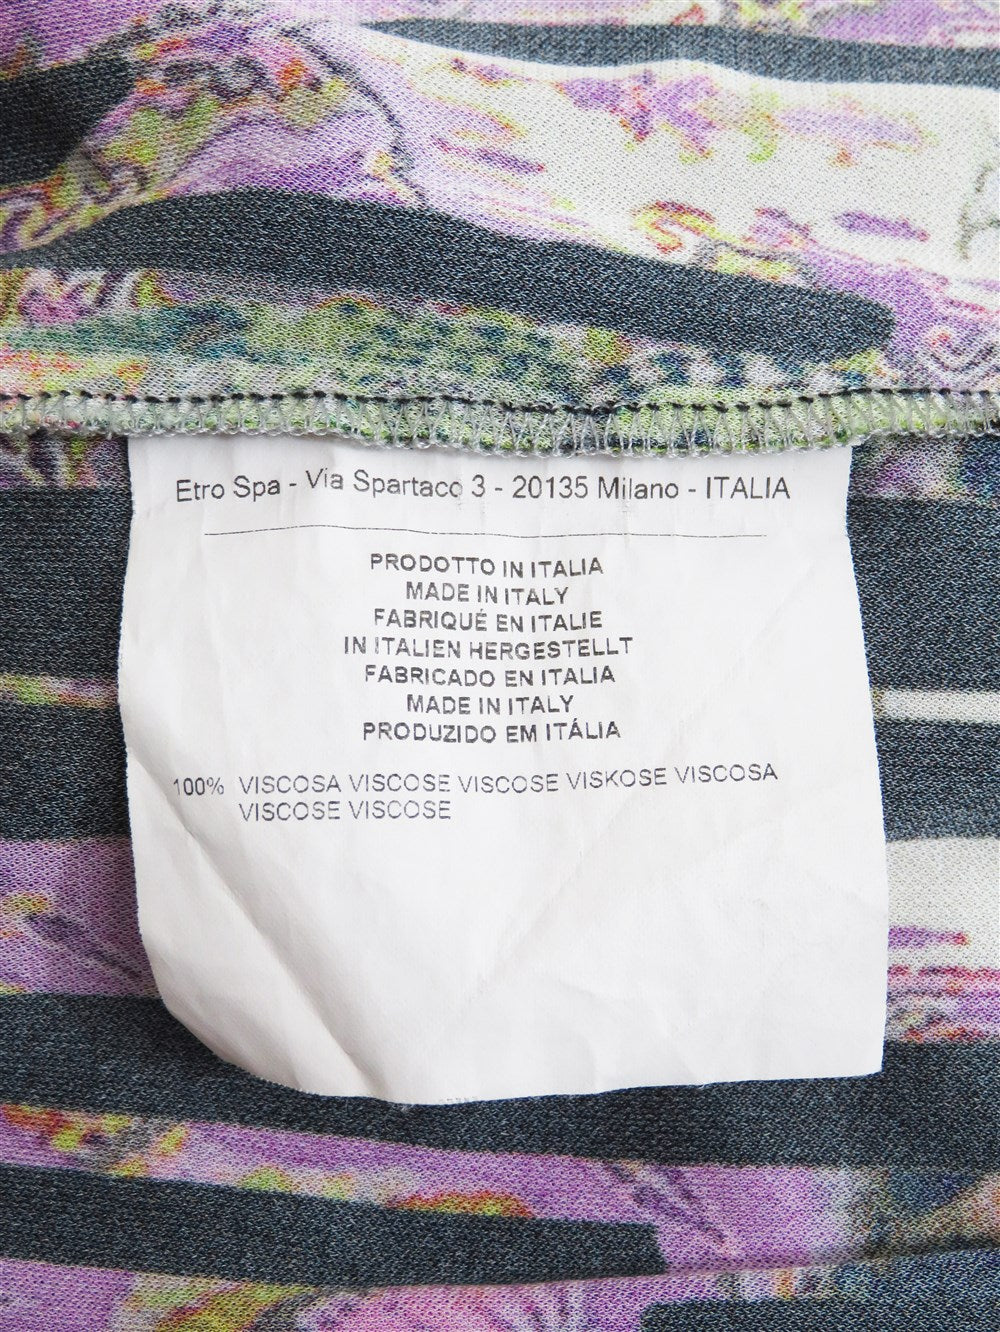 Etro Spa - Via Spartaco 3 - 20135 Milano - ITALIA
PRODOTTO IN ITALIA
MADE IN ITALY
FABRIQUÉ EN ITALIE
IN ITALIEN HERGESTELLT
FABRICADO EN ITALIA
MADE IN ITALY
PRODUZIDO EM ITÁLIA
100% VISCOSA VISCOSE VISCOSE VISKOSE VISCOSA
VISCOSE VISCOSE